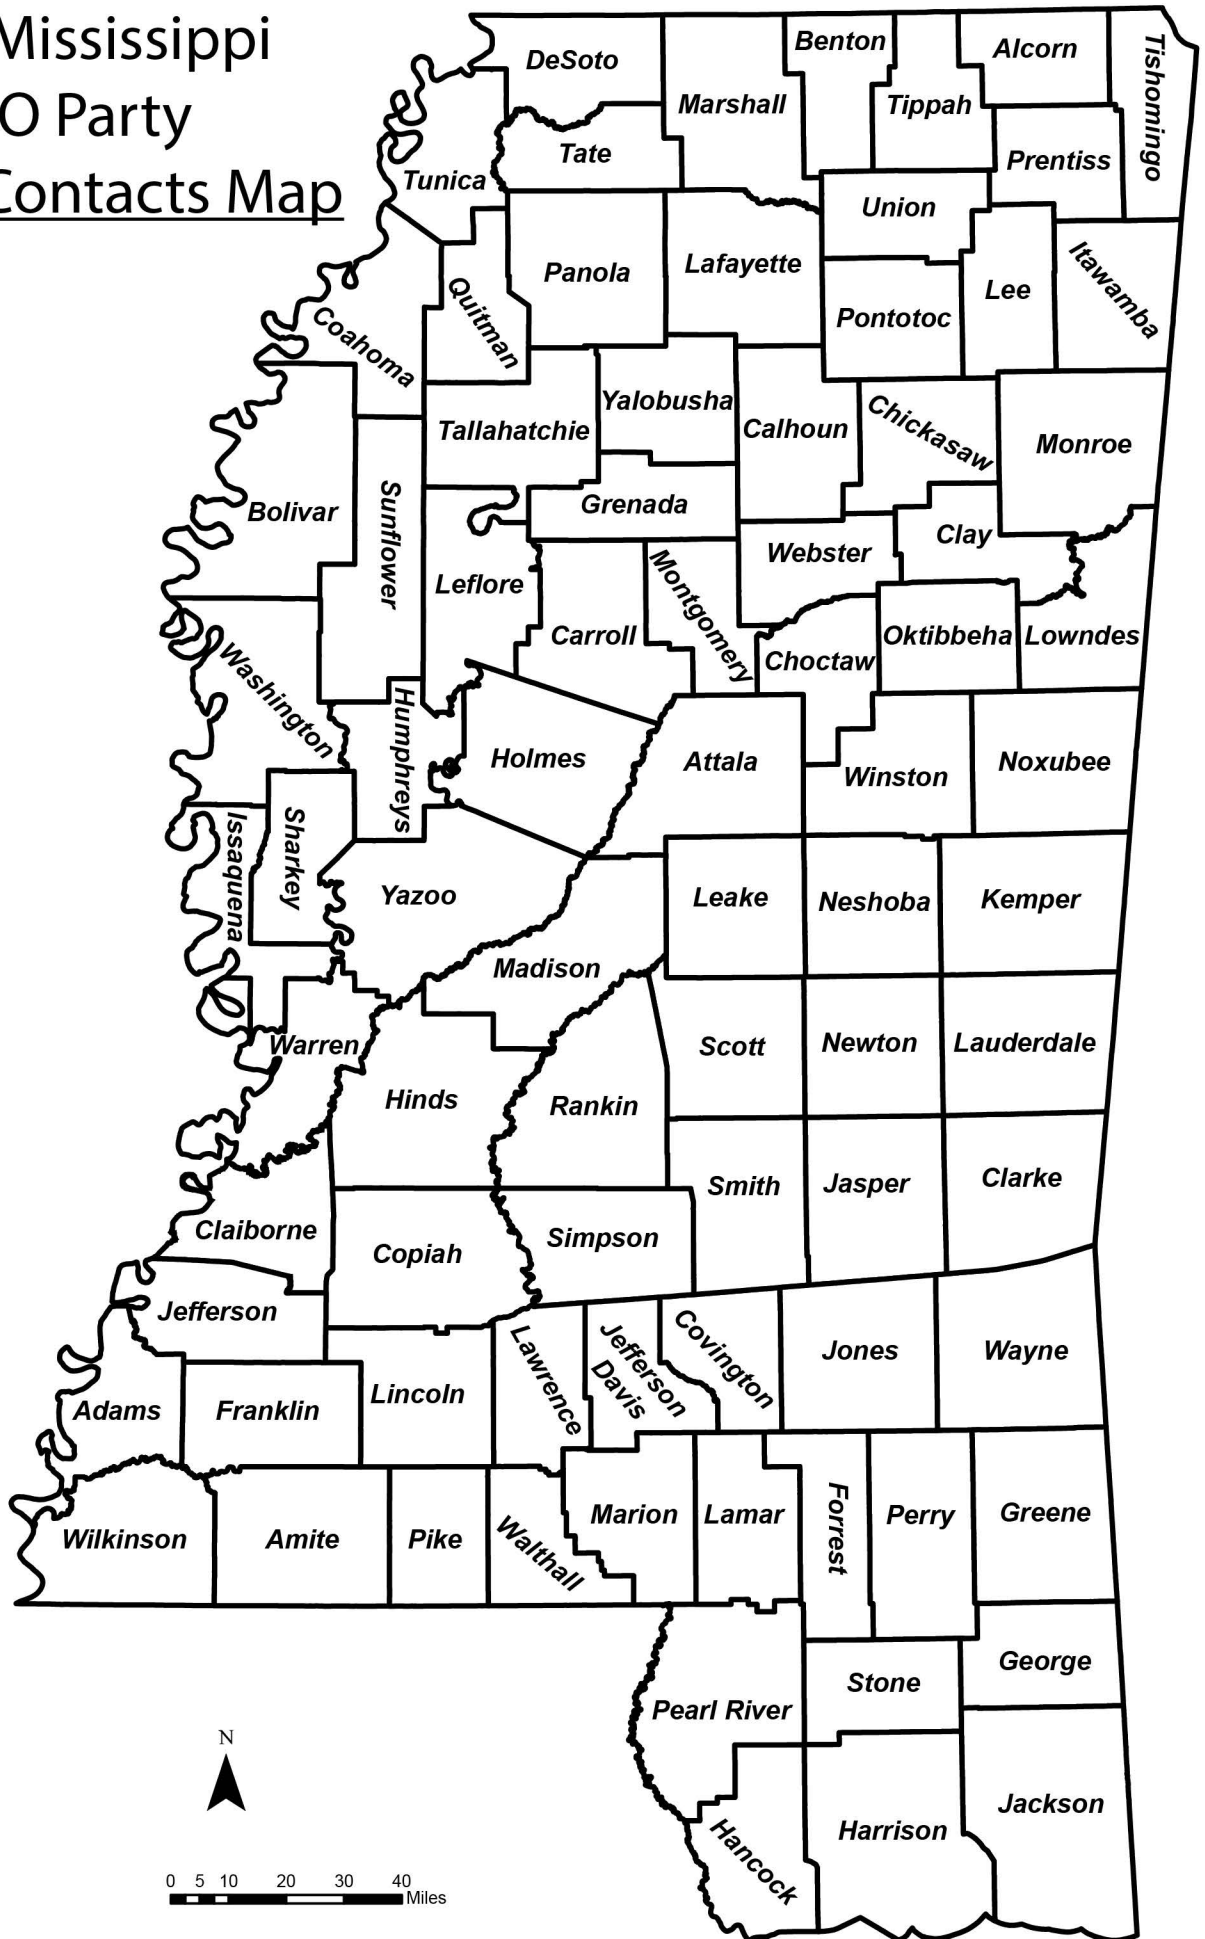 Mississippi
O Party
Contacts Map
DeSoto
Benton
Alcorn
Tishomingo
Marshall
Tippah
Tate
Prentiss
Tunica
Union
Panola
Lafayette
Itawamba
Quitman
Lee
Pontotoc
Coahoma
Yalobusha
Tallahatchie
Calhoun
Chickasaw
Monroe
Bolivar
Sunflower
Grenada
Clay
Webster
Leflore
Montgomery
Carroll
Oktibbeha
Lowndes
Choctaw
Washington
Humphreys
Holmes
Attala
Winston
Noxubee
Issaquena
Sharkey
Yazoo
Leake
Neshoba
Kemper
Madison
Warren
Scott
Newton
Lauderdale
Hinds
Rankin
Smith
Jasper
Clarke
Claiborne
Copiah
Simpson
Jefferson
Lawrence
Jefferson
Davis
Covington
Jones
Wayne
Adams
Franklin
Lincoln
Wilkinson
Amite
Pike
Walthall
Marion
Lamar
Forrest
Perry
Greene
George
Stone
Pearl River
N
Jackson
Harrison
Hancock
0 5 10 20 30 40
Miles